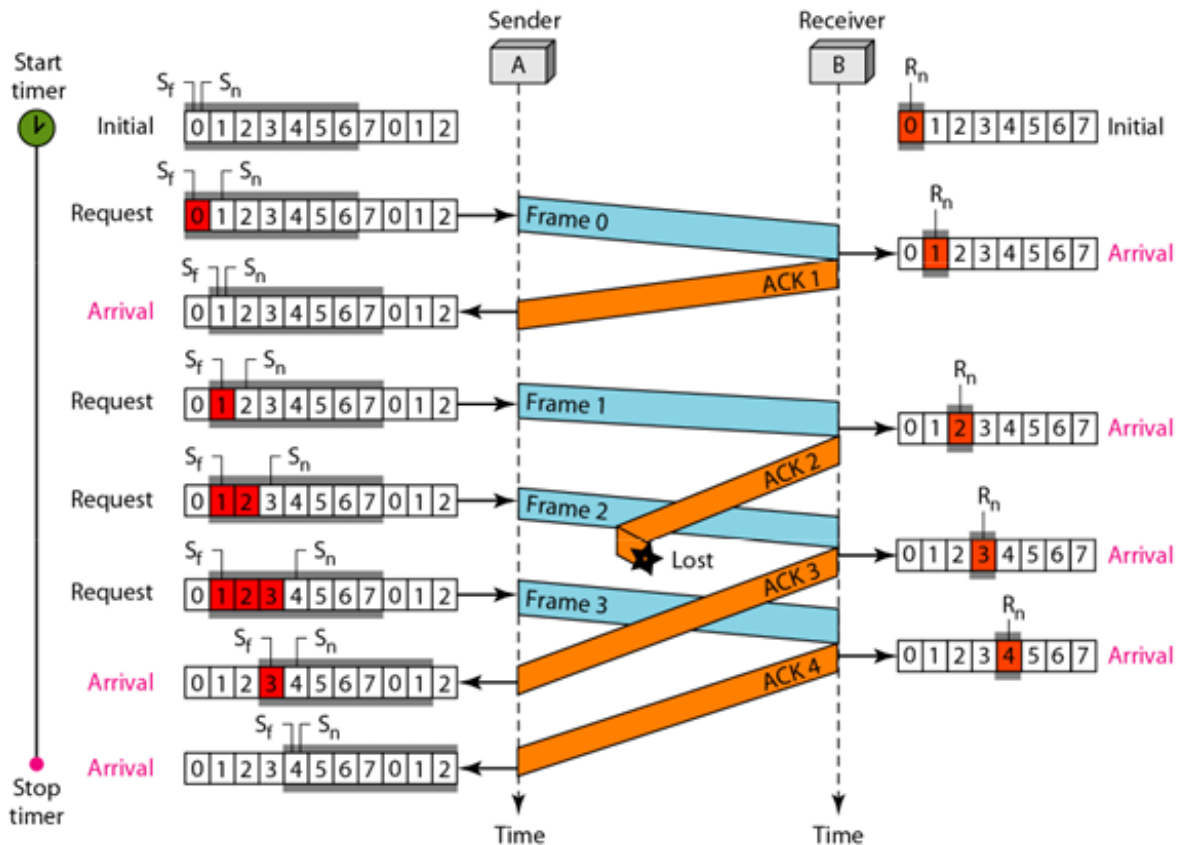 Sender
Receiver
A
B
Start
timer
Sf Sn
Initial
0 1 2 3 4 5 6 7 0 1 2
Rn
0 1 2 3 4 5 6 7
Initial
Sf Sn
Request
0 1 2 3 4 5 6 7 0 1 2
Frame 0
Rn
0 1 2 3 4 5 6 7
Arrival
Sf Sn
Arrival
0 1 2 3 4 5 6 7 0 1 2
ACK 1
Sf Sn
Request
0 1 2 3 4 5 6 7 0 1 2
Frame 1
Rn
0 1 2 3 4 5 6 7
Arrival
ACK 2
Sf Sn
Request
0 1 2 3 4 5 6 7 0 1 2
Frame 2
Lost
Rn
0 1 2 3 4 5 6 7
Arrival
ACK 3
Sf Sn
Request
0 1 2 3 4 5 6 7 0 1 2
Frame 3
Rn
0 1 2 3 4 5 6 7
Arrival
Sf Sn
Arrival
0 1 2 3 4 5 6 7 0 1 2
ACK 4
Sf Sn
Arrival
0 1 2 3 4 5 6 7 0 1 2
Stop
timer
Time
Time